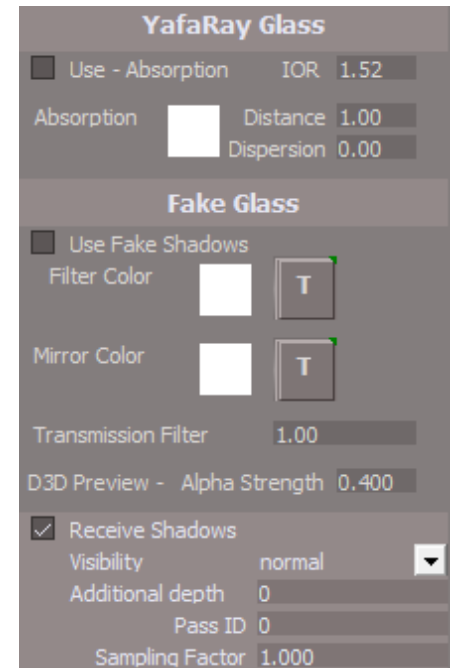 YafaRay Glass
Use - Absorption IOR 1.52
Absorption Distance 1.00
Dispersion 0.00
Fake Glass
Use Fake Shadows
Filter Color T
Mirror Color T
Transmission Filter 1.00
D3D Preview - Alpha Strength 0.400
Receive Shadows
Visibility normal
Additional depth 0
Pass ID 0
Sampling Factor 1.000